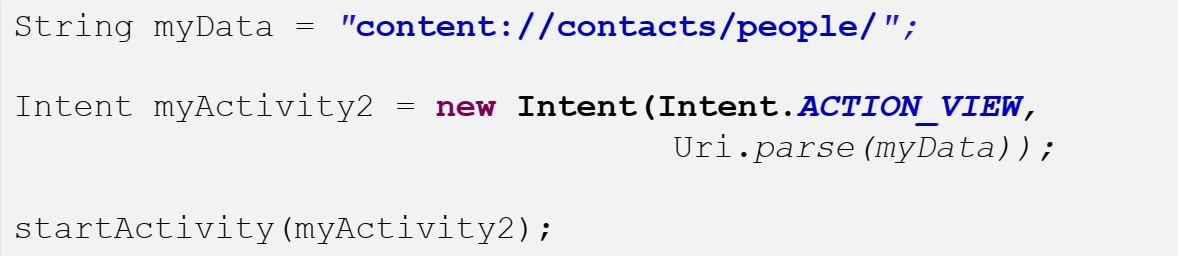 String myData = "content://contacts/people/";
Intent myActivity2 = new Intent(Intent.ACTION_VIEW,
Uri.parse(myData));
startActivity(myActivity2);